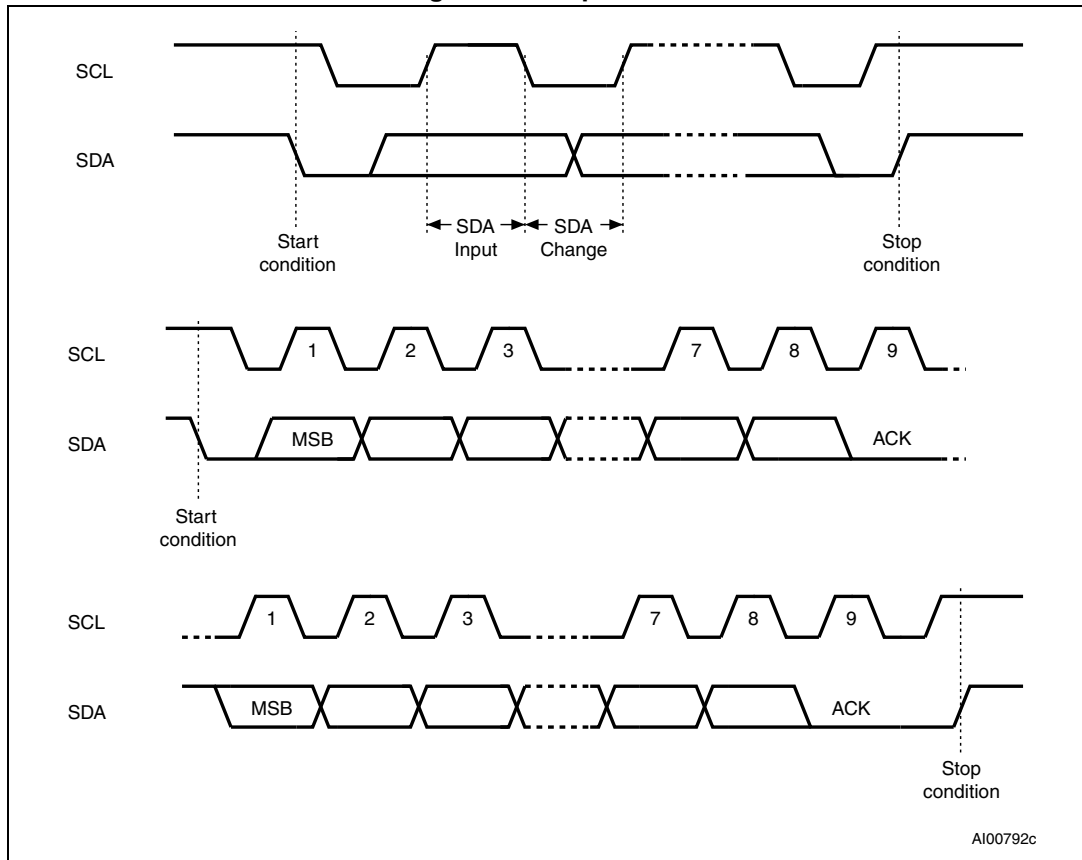 SCL
SDA
SDA SDA
Input Change
Start Stop
condition condition
SCL 1 2 3 7 8 9
SDA MSB ACK
Start
condition
SCL 1 2 3 7 8 9
SDA MSB ACK
Stop
condition
AI00792c